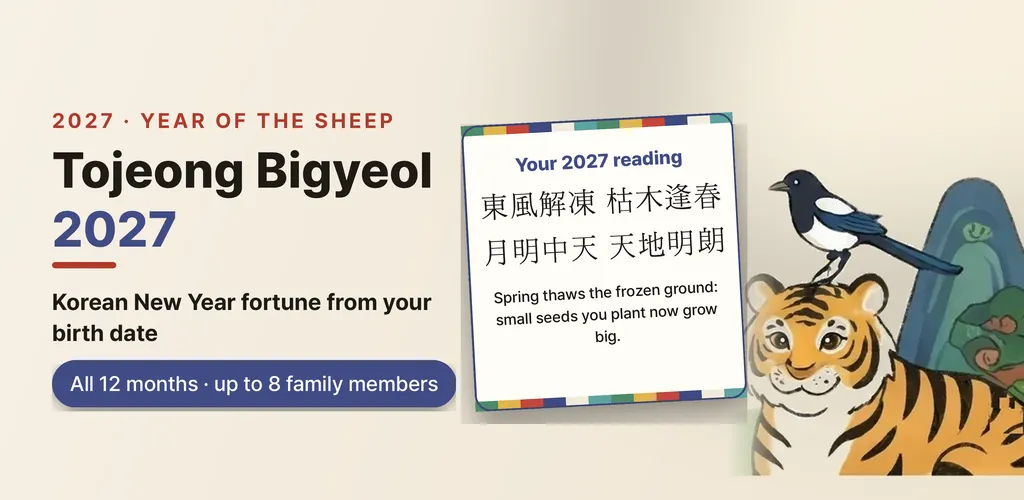 2027 · YEAR OF THE SHEEP
Tojeong Bigyeol
2027
Korean New Year fortune from your
birth date
All 12 months · up to 8 family members
Your 2027 reading
東風解凍 枯木逢春
月明中天 天地明朗
Spring thaws the frozen ground:
small seeds you plant now grow
big.